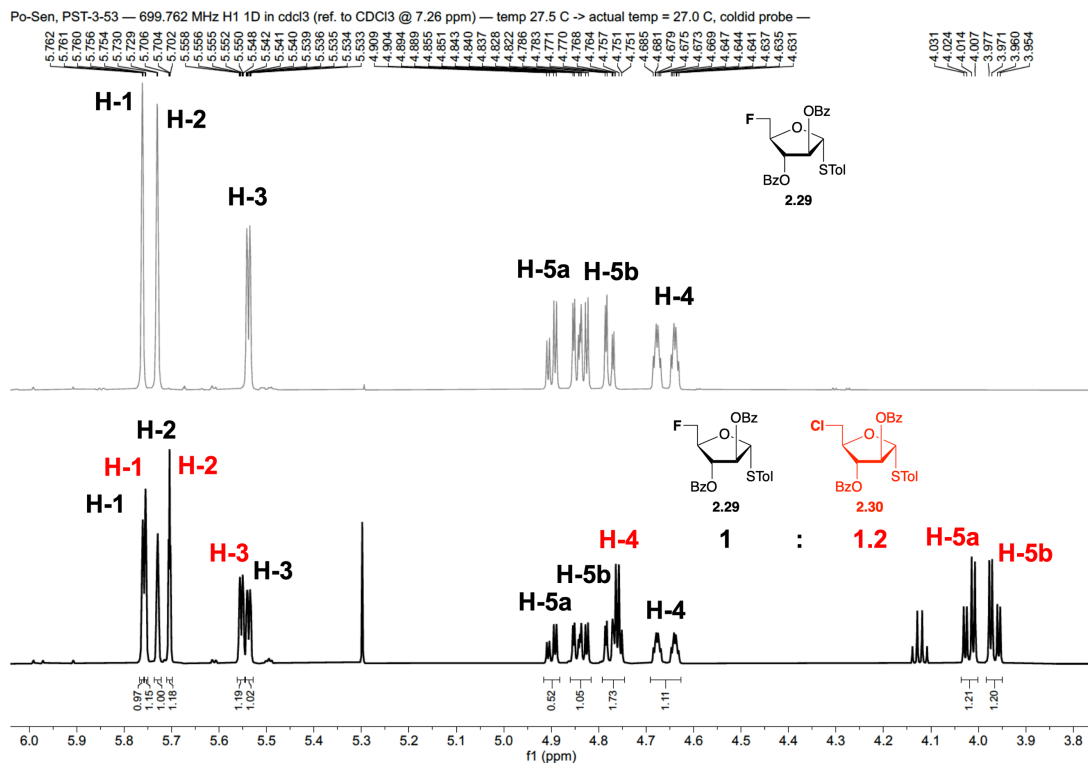 Po-Sen, PST-3-53 — 699.762 MHz H1 1D in cdcl3 (ref. to CDCl3 @ 7.26 ppm) — temp 27.5 C -> actual temp = 27.0 C, coldid probe —
5.762 5.761 5.760 5.756 5.754 5.730 5.729 5.706 5.704 5.702 5.558 5.556 5.555 5.552 5.550 5.548 5.542 5.541 5.540 5.539 5.536 5.535 5.534 5.533 4.909 4.904 4.894 4.889 4.855 4.851 4.843 4.840 4.837 4.828 4.822 4.786 4.783 4.771 4.770 4.768 4.764 4.757 4.751 4.751 4.685 4.681 4.679 4.675 4.673 4.669 4.647 4.644 4.641 4.637 4.635 4.631 4.031 4.024 4.014 4.007 3.977 3.971 3.960 3.954
H-1
H-2
H-3
H-5a
H-5b
H-4
F
O
OBz
STol
BzO
2.29
H-2
H-1
H-2
H-1
H-3
H-3
H-5a
H-5b
H-4
H-4
F
O
OBz
STol
BzO
2.29
Cl
O
OBz
STol
BzO
2.30
1 : 1.2
H-5a
H-5b
0.97 1.15 1.00 1.18 1.19 1.02 0.52 1.05 1.73 1.11 1.21 1.20
6.0 5.9 5.8 5.7 5.6 5.5 5.4 5.3 5.2 5.1 5.0 4.9 4.8 4.7 4.6 4.5 4.4 4.3 4.2 4.1 4.0 3.9 3.8
f1 (ppm)